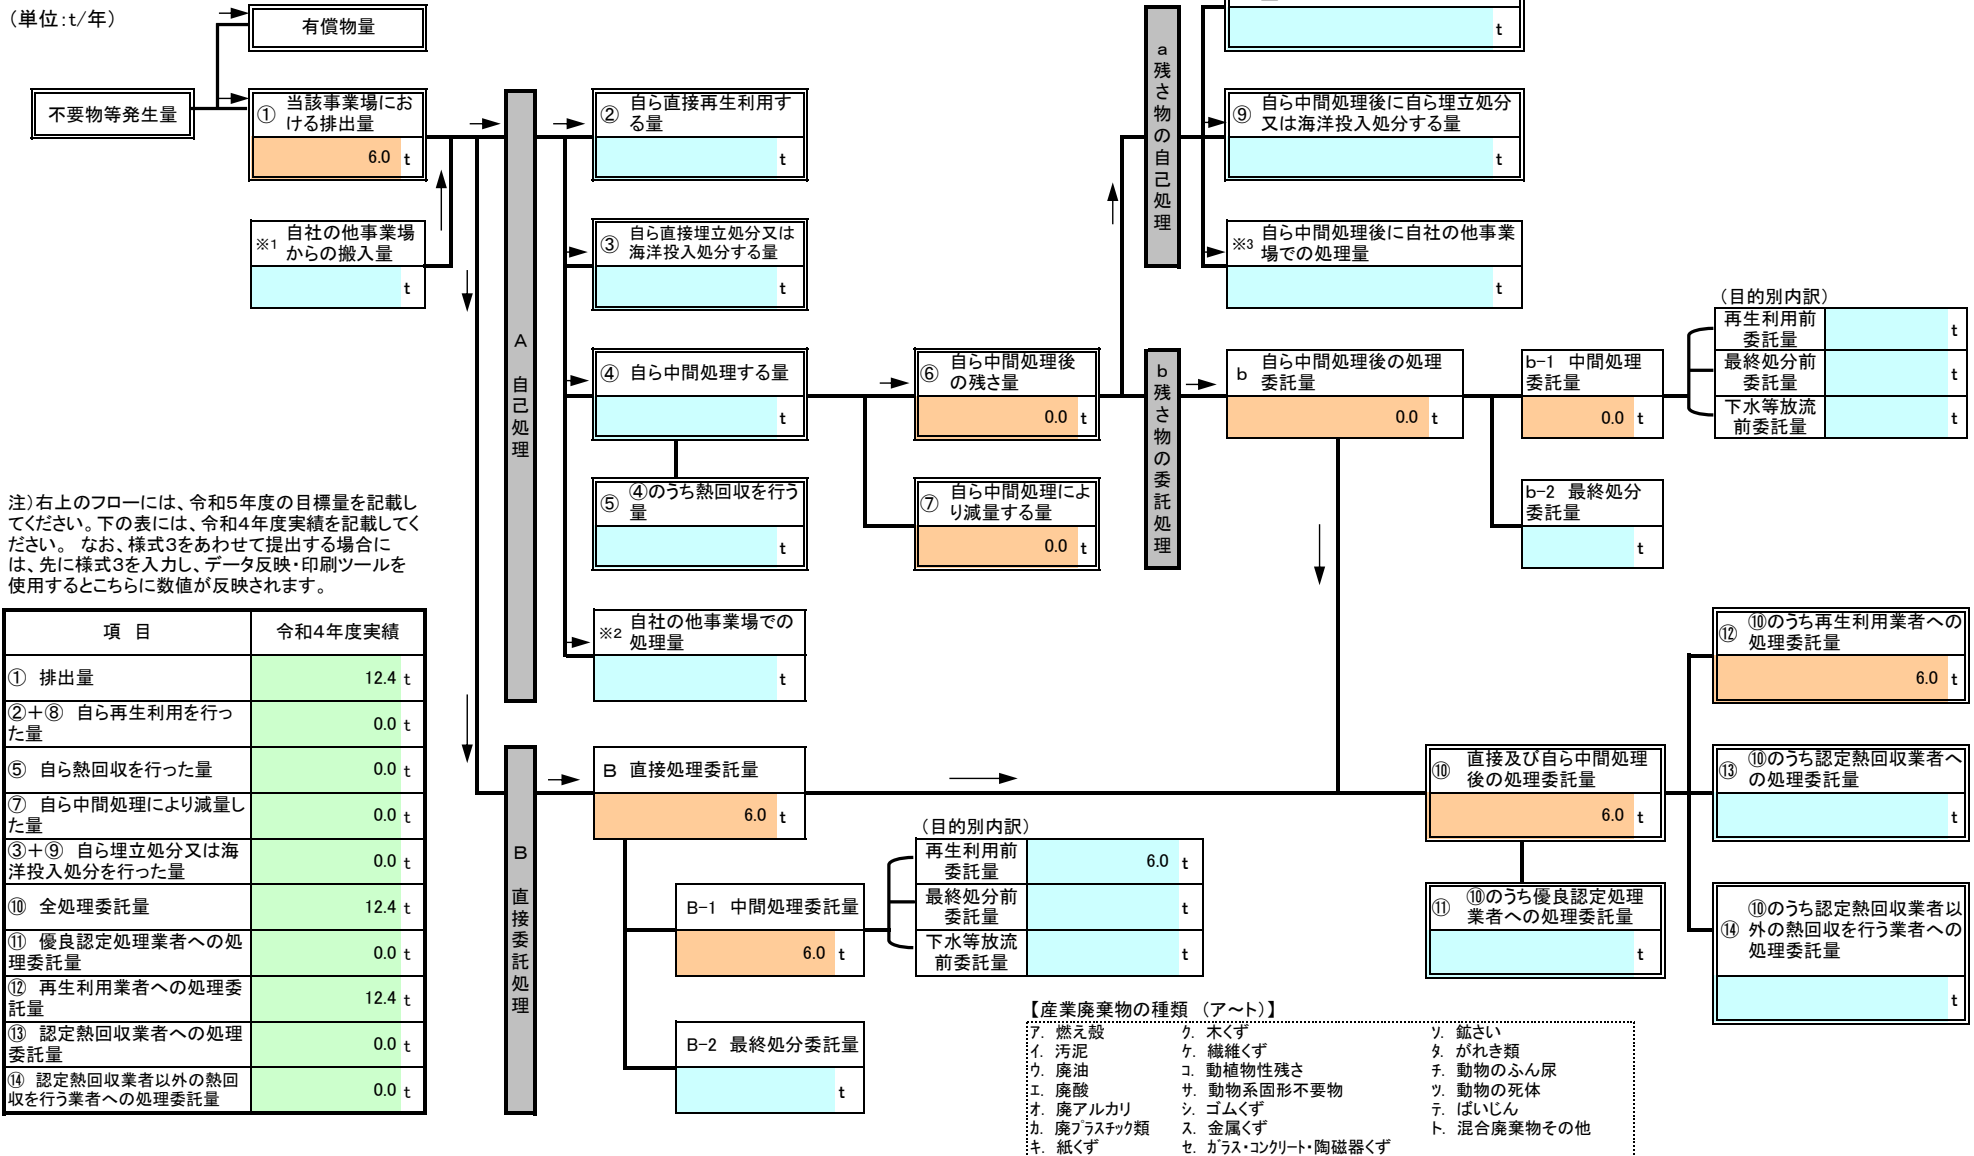 （単位：t/年）
有償物量
t
不要物等発生量
① 当該事業場にお
ける排出量
6.0 t
※1 自社の他事業場
からの搬入量
t
A 自己処理
② 自ら直接再生利用す
る量
t
③ 自ら直接埋立処分又は
海洋投入処分する量
t
④ 自ら中間処理する量
t
⑤ ④のうち熱回収を行う
量
t
※2 自社の他事業場での
処理量
t
⑥ 自ら中間処理後
の残さ量
0.0 t
⑦ 自ら中間処理によ
り減量する量
0.0 t
a 残さ物の自己処理
⑨ 自ら中間処理後に自ら埋立処分
又は海洋投入処分する量
t
※3 自ら中間処理後に自社の他事業
場での処理量
t
b 残さ物の委託処理
b 自ら中間処理後の処理
委託量
0.0 t
b-1 中間処理
委託量
0.0 t
（目的別内訳）
再生利用前
委託量
t
最終処分前
委託量
t
下水等放流
前委託量
t
b-2 最終処分
委託量
t
注）右上のフローには、令和5年度の目標量を記載し
てください。下の表には、令和4年度実績を記載してく
ださい。 なお、様式3をあわせて提出する場合に
は、先に様式3を入力し、データ反映・印刷ツールを
使用するとこちらに数値が反映されます。
項 目 令和4年度実績
① 排出量 12.4 t
②＋⑧ 自ら再生利用を行っ
た量 0.0 t
⑤ 自ら熱回収を行った量 0.0 t
⑦ 自ら中間処理により減量し
た量 0.0 t
③＋⑨ 自ら埋立処分又は海
洋投入処分を行った量 0.0 t
⑩ 全処理委託量 12.4 t
⑪ 優良認定処理業者への処
理委託量 0.0 t
⑫ 再生利用業者への処理委
託量 12.4 t
⑬ 認定熱回収業者への処理
委託量 0.0 t
⑭ 認定熱回収業者以外の熱回
収を行う業者への処理委託量 0.0 t
B 直接委託処理
B 直接処理委託量
6.0 t
B-1 中間処理委託量
6.0 t
B-2 最終処分委託量
t
（目的別内訳）
再生利用前
委託量
6.0 t
最終処分前
委託量
t
下水等放流
前委託量
t
⑩ 直接及び自ら中間処理
後の処理委託量
6.0 t
⑪ ⑩のうち優良認定処理
業者への処理委託量
t
⑫ ⑩のうち再生利用業者への
処理委託量
6.0 t
⑬ ⑩のうち認定熱回収業者へ
の処理委託量
t
⑭ ⑩のうち認定熱回収業者以
外の熱回収を行う業者への
処理委託量
t
【産業廃棄物の種類 （ア～ト）】
ア. 燃え殻 ク. 木くず ソ. 鉱さい
イ. 汚泥 ケ. 繊維くず タ. がれき類
ウ. 廃油 コ. 動植物性残さ チ. 動物のふん尿
エ. 廃酸 サ. 動物系固形不要物 ツ. 動物の死体
オ. 廃アルカリ シ. ゴムくず テ. ばいじん
カ. 廃プラスチック類 ス. 金属くず ト. 混合廃棄物その他
キ. 紙くず セ. ガラス・コンクリート・陶磁器くず